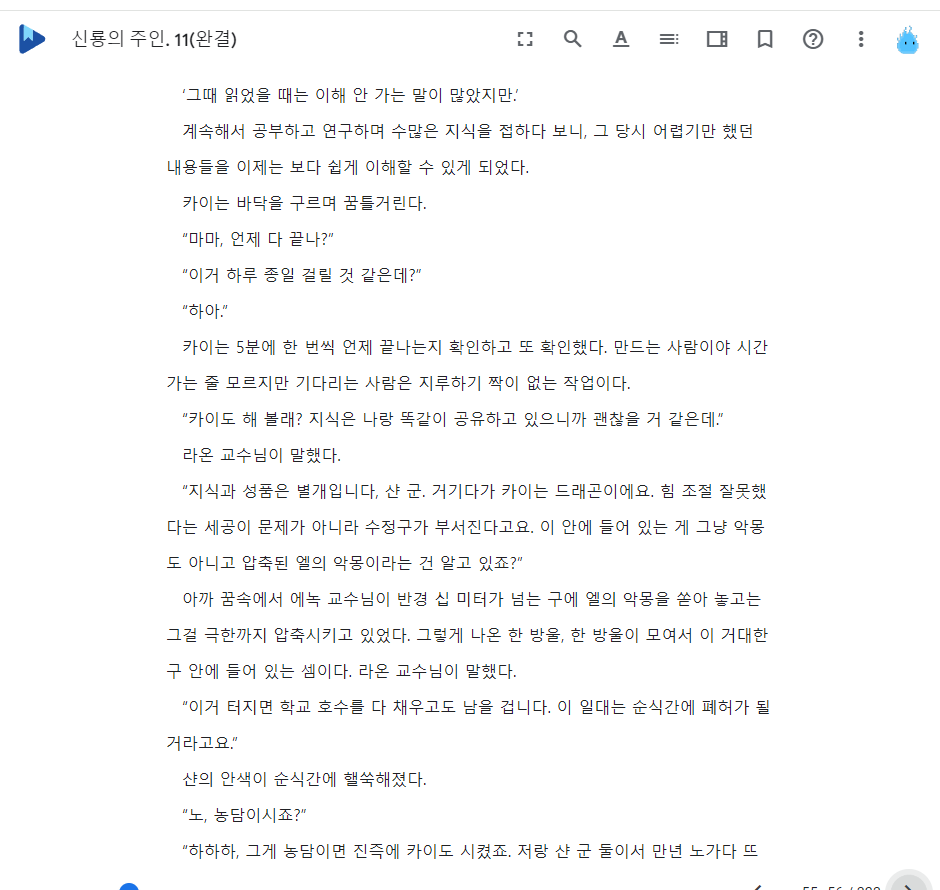 신룡의 주인. 11(완결)
‘그때 읽었을 때는 이해 안 가는 말이 많았지만.’
계속해서 공부하고 연구하며 수많은 지식을 접하다 보니, 그 당시 어렵기만 했던
내용들을 이제는 보다 쉽게 이해할 수 있게 되었다.
카이는 바닥을 구르며 꿈틀거린다.
“마마, 언제 다 끝나?”
“이거 하루 종일 걸릴 것 같은데?”
“하아.”
카이는 5분에 한 번씩 언제 끝나는지 확인하고 또 확인했다. 만드는 사람이야 시간
가는 줄 모르지만 기다리는 사람은 지루하기 짝이 없는 작업이다.
“카이도 해 볼래? 지식은 나랑 똑같이 공유하고 있으니까 괜찮을 거 같은데.”
라온 교수님이 말했다.
“지식과 성품은 별개입니다, 샨 군. 거기다가 카이는 드래곤이에요. 힘 조절 잘못했
다는 세공이 문제가 아니라 수정구가 부서진다고요. 이 안에 들어 있는 게 그냥 악몽
도 아니고 압축된 엘의 악몽이라는 건 알고 있죠?”
아까 꿈속에서 에녹 교수님이 반경 십 미터가 넘는 구에 엘의 악몽을 쏟아 놓고는
그걸 극한까지 압축시키고 있었다. 그렇게 나온 한 방울, 한 방울이 모여서 이 거대한
구 안에 들어 있는 셈이다. 라온 교수님이 말했다.
“이거 터지면 학교 호수를 다 채우고도 남을 겁니다. 이 일대는 순식간에 폐허가 될
거라고요.”
샨의 안색이 순식간에 핼쑥해졌다.
“노, 농담이시죠?”
“하하하, 그게 농담이면 진즉에 카이도 시켰죠. 저랑 샨 군 둘이서 만년 노가다 뜨